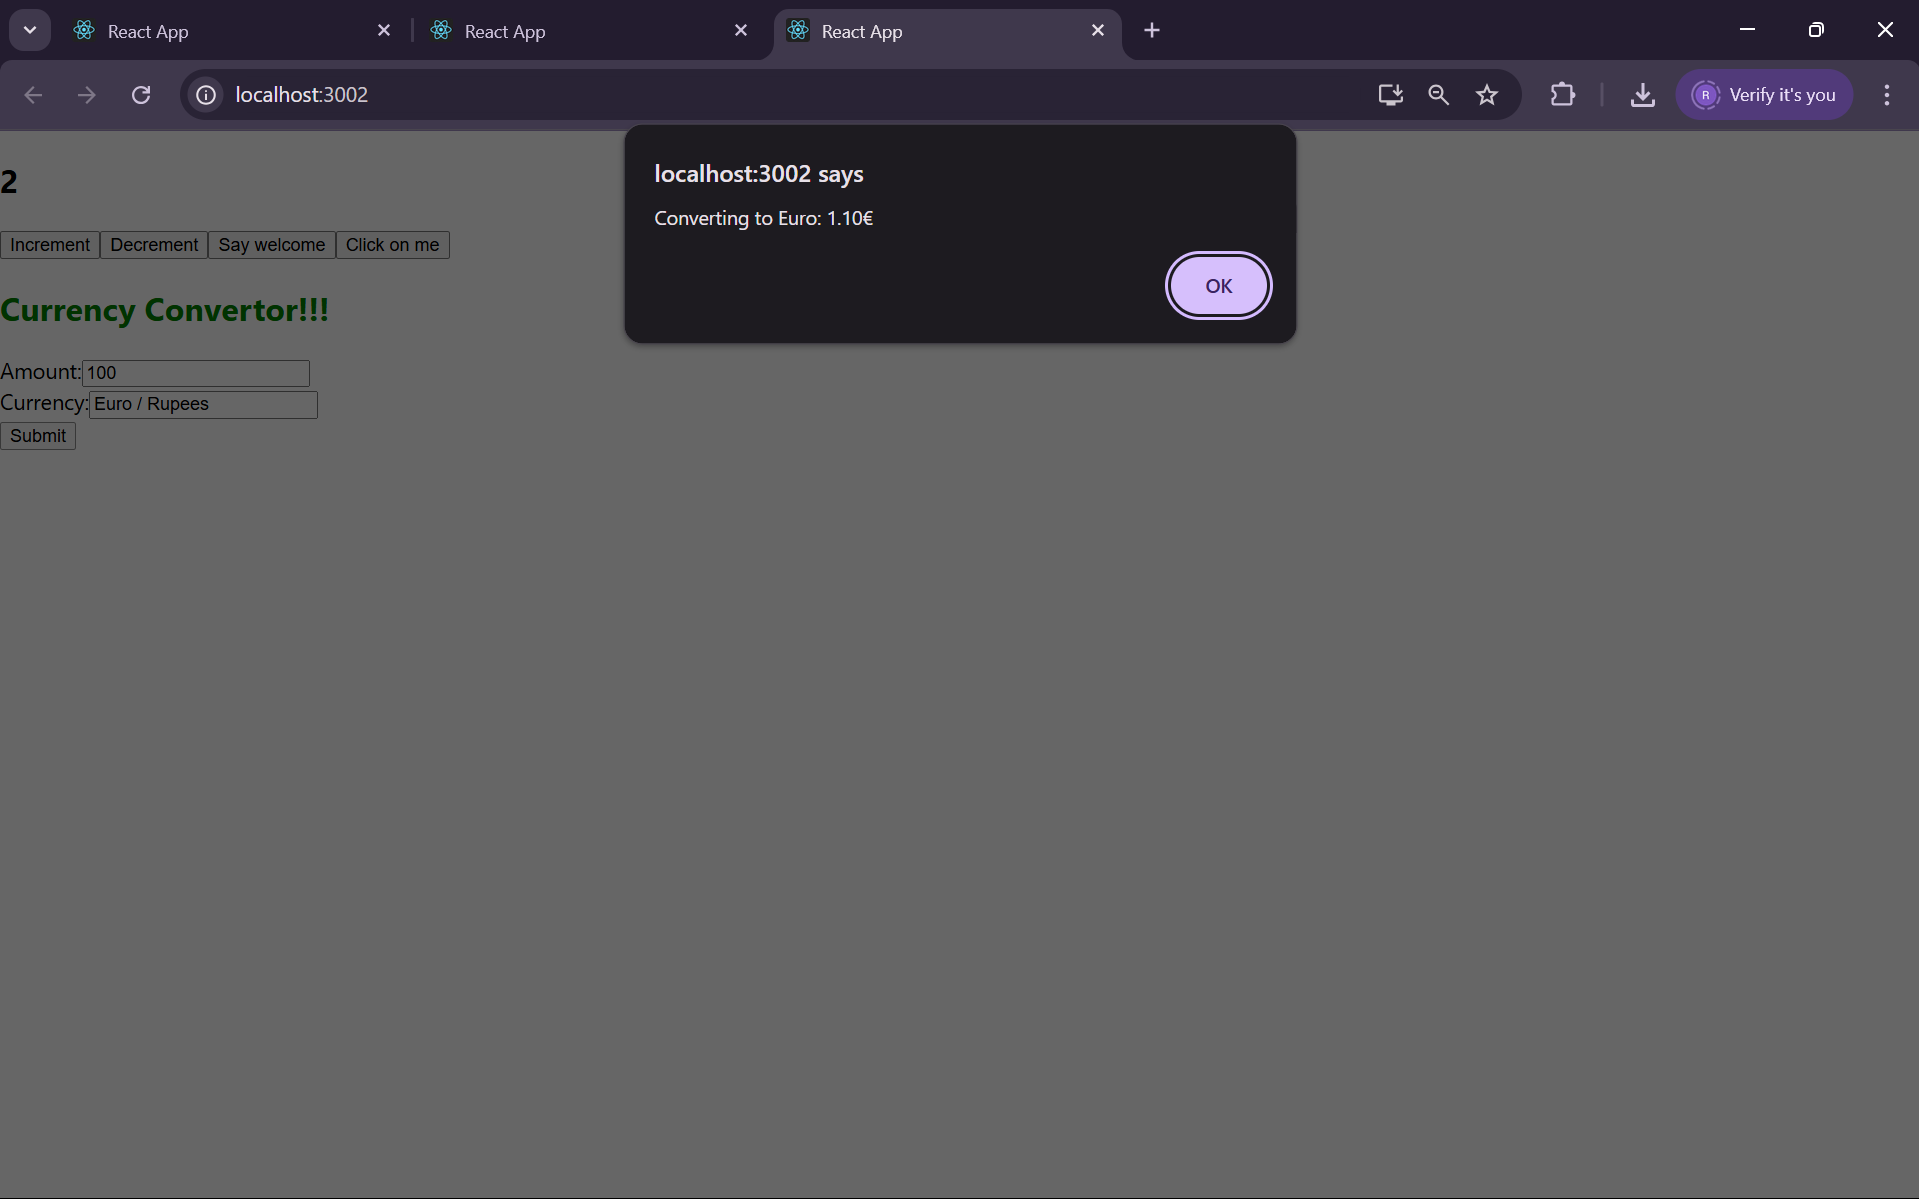 React App
React App
React App
localhost:3002
R
Verify it's you
localhost:3002 says
Converting to Euro: 1.10€
OK
2
Increment
Decrement
Say welcome
Click on me
Currency Convertor!!!
Amount: 100
Currency: Euro / Rupees
Submit